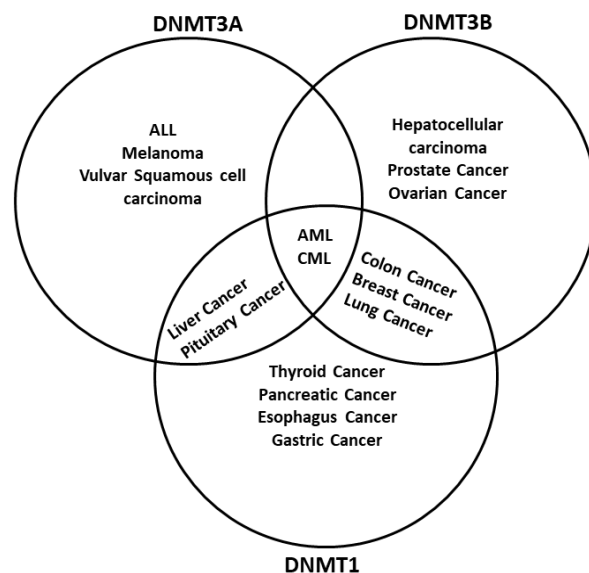 DNMT3A
DNMT3B
ALL
Melanoma
Vulvar Squamous cell
carcinoma
Hepatocellular
carcinoma
Prostate Cancer
Ovarian Cancer
AML
CML
Liver Cancer
Pituitary Cancer
Colon Cancer
Breast Cancer
Lung Cancer
Thyroid Cancer
Pancreatic Cancer
Esophagus Cancer
Gastric Cancer
DNMT1